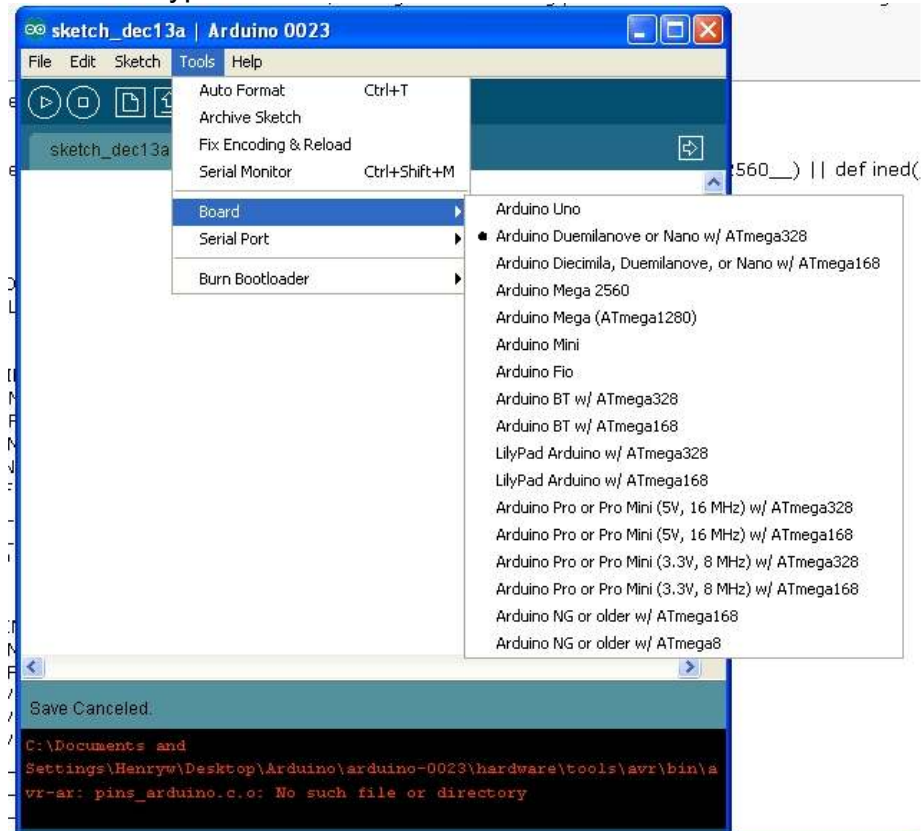 sketch_dec13a | Arduino 0023
File Edit Sketch Tools Help
Auto Format Ctrl+T
Archive Sketch
Fix Encoding & Reload
sketch_dec13a
Serial Monitor Ctrl+Shift+M
2560__) || def ined(
Board
Serial Port
Burn Bootloader
Arduino Uno
Arduino Duemilanove or Nano w/ ATmega328
Arduino Diecimila, Duemilanove, or Nano w/ ATmega168
Arduino Mega 2560
Arduino Mega (ATmega1280)
Arduino Mini
Arduino Fio
Arduino BT w/ ATmega328
Arduino BT w/ ATmega168
LilyPad Arduino w/ ATmega328
LilyPad Arduino w/ ATmega168
Arduino Pro or Pro Mini (5V, 16 MHz) w/ ATmega328
Arduino Pro or Pro Mini (5V, 16 MHz) w/ ATmega168
Arduino Pro or Pro Mini (3.3V, 8 MHz) w/ ATmega328
Arduino Pro or Pro Mini (3.3V, 8 MHz) w/ ATmega168
Arduino NG or older w/ ATmega168
Arduino NG or older w/ ATmega8
Save Canceled.
C:\Documents and
Settings\Henryw\Desktop\Arduino\arduino-0023\hardware\tools\avr\bin\a
vr-ar: pins_arduino.c.o: No such file or directory